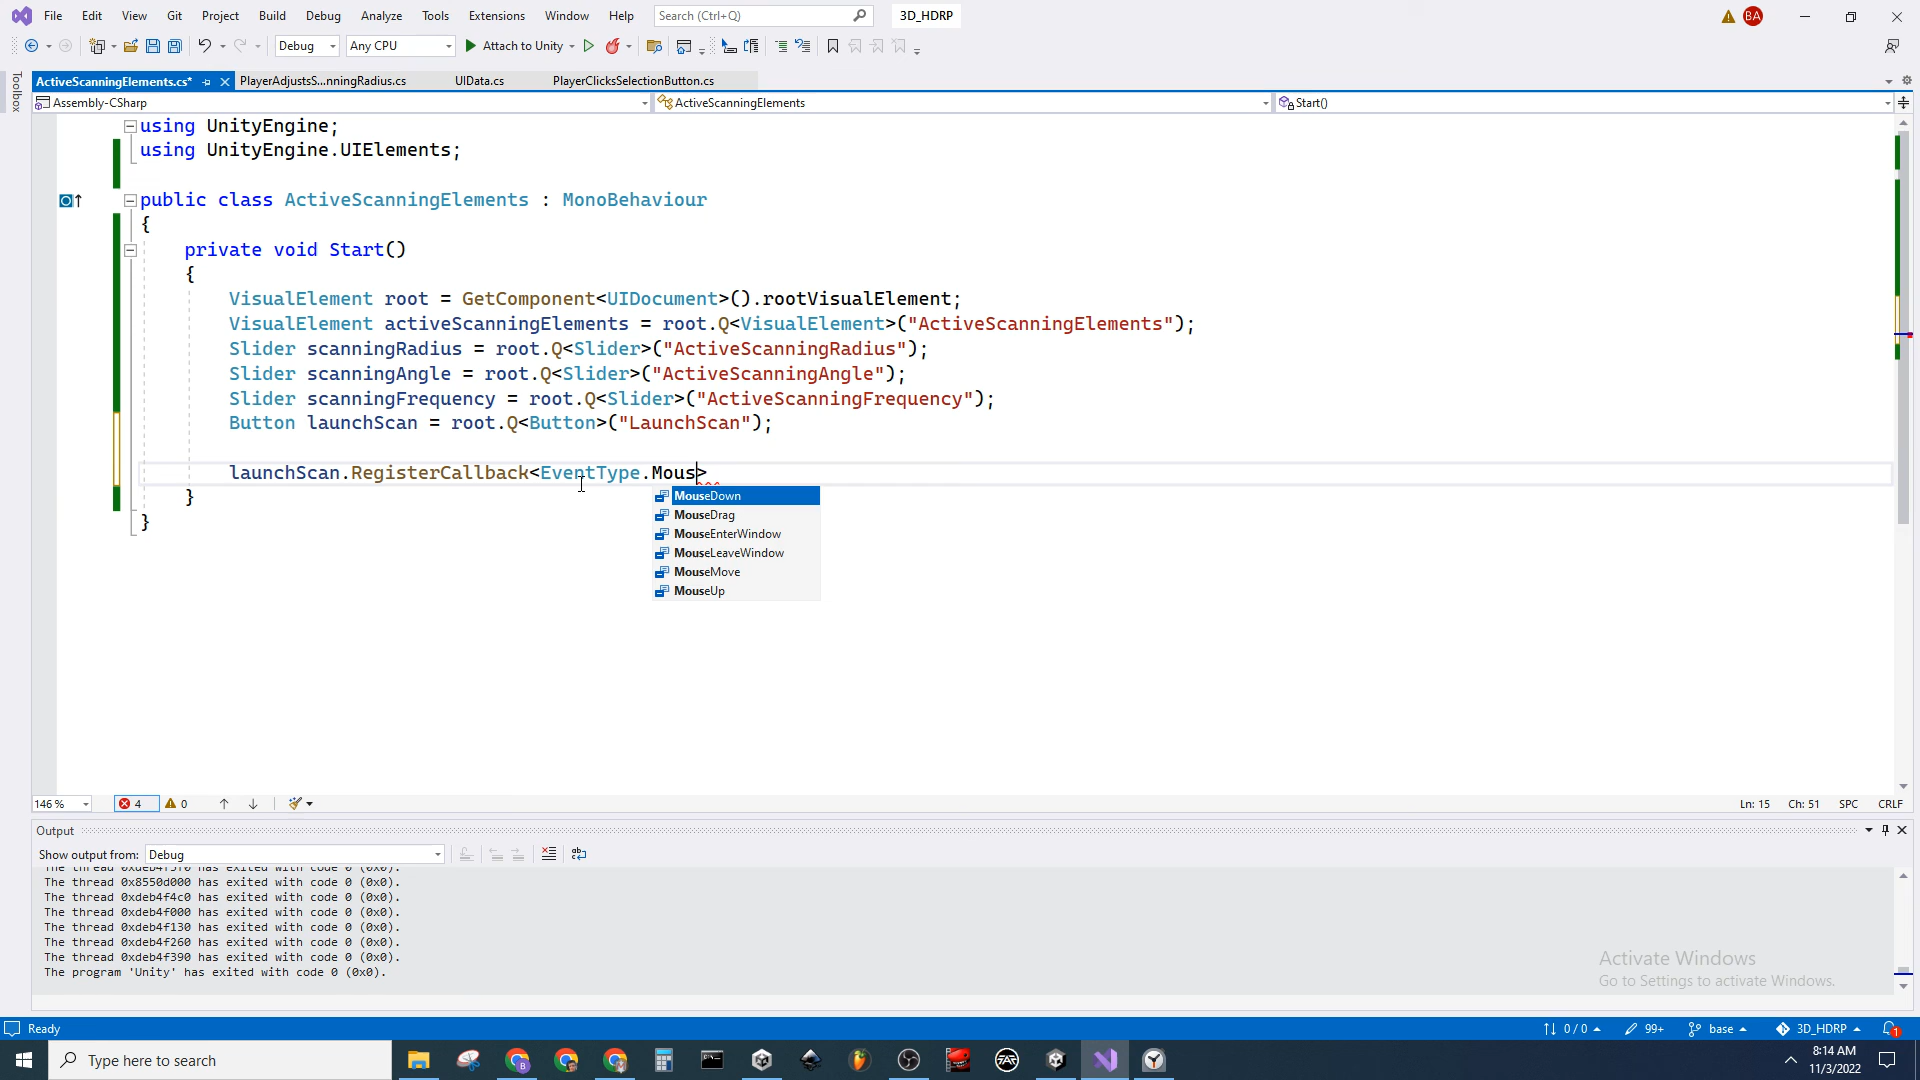 File Edit View Git Project Build Debug Analyze Tools Extensions Window Help Search (Ctrl+Q) 3D_HDRP BA
Debug Any CPU Attach to Unity
Toolbox
ActiveScanningElements.cs* PlayerAdjustsS...nningRadius.cs UIData.cs PlayerClicksSelectionButton.cs
Assembly-CSharp ActiveScanningElements Start()
using UnityEngine;
using UnityEngine.UIElements;
public class ActiveScanningElements : MonoBehaviour
{
private void Start()
{
VisualElement root = GetComponent<UIDocument>().rootVisualElement;
VisualElement activeScanningElements = root.Q<VisualElement>("ActiveScanningElements");
Slider scanningRadius = root.Q<Slider>("ActiveScanningRadius");
Slider scanningAngle = root.Q<Slider>("ActiveScanningAngle");
Slider scanningFrequency = root.Q<Slider>("ActiveScanningFrequency");
Button launchScan = root.Q<Button>("LaunchScan");
launchScan.RegisterCallback<EventType.Mous>
MouseDown
MouseDrag
MouseEnterWindow
MouseLeaveWindow
MouseMove
MouseUp
}
}
146 % 4 0 Ln: 15 Ch: 51 SPC CRLF
Output
Show output from: Debug
The thread 0x8550d000 has exited with code 0 (0x0).
The thread 0xdeb4f4c0 has exited with code 0 (0x0).
The thread 0xdeb4f000 has exited with code 0 (0x0).
The thread 0xdeb4f130 has exited with code 0 (0x0).
The thread 0xdeb4f260 has exited with code 0 (0x0).
The thread 0xdeb4f390 has exited with code 0 (0x0).
The program 'Unity' has exited with code 0 (0x0).
Activate Windows
Go to Settings to activate Windows.
Ready 0 / 0 99+ base 3D_HDRP 1
Type here to search 8:14 AM
11/3/2022